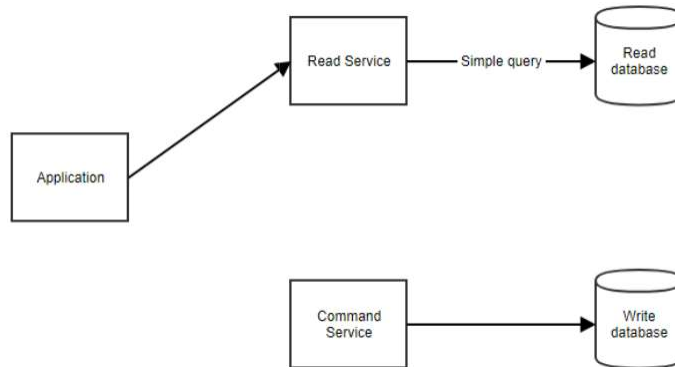 Read Service
Simple query
Read
database
Application
Command
Service
Write
database